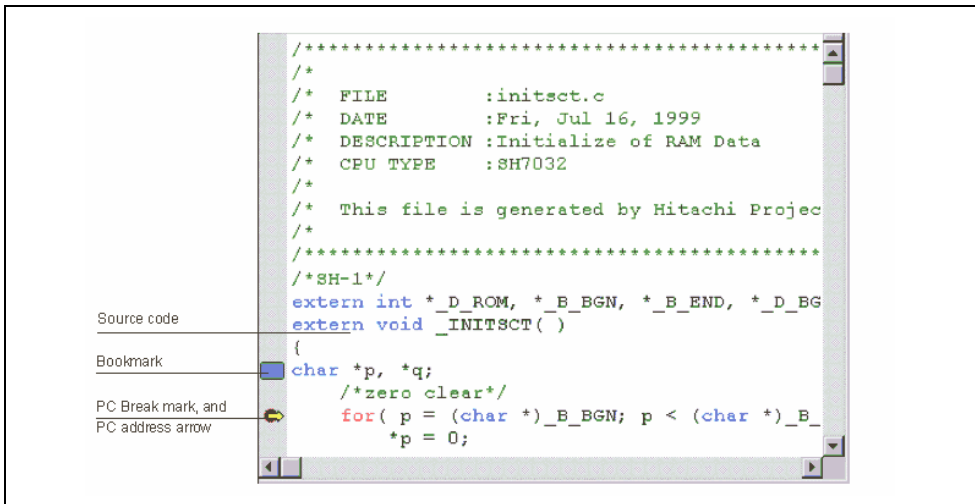 /*******************************************
/*
/*  FILE        :initsct.c
/*  DATE        :Fri, Jul 16, 1999
/*  DESCRIPTION :Initialize of RAM Data
/*  CPU TYPE    :SH7032
/*
/*  This file is generated by Hitachi Projec
/*
/*******************************************
/*SH-1*/
extern int *_D_ROM, *_B_BGN, *_B_END, *_D_BG
Source code
extern void _INITSCT( )
{
Bookmark
char *p, *q;
/*zero clear*/
PC Break mark, and
PC address arrow
for( p = (char *)_B_BGN; p < (char *)_B_
*p = 0;